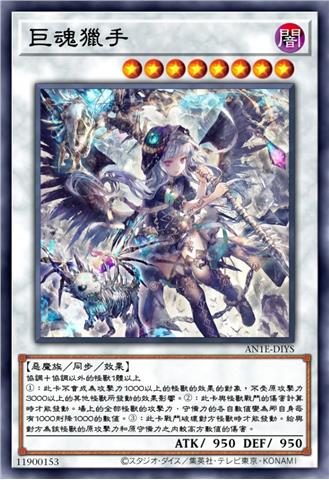 巨魂獵手
闇
AN1E-DIYS
[惡魔族/同步/效果]
協調+協調以外的怪獸1體以上
①：此卡不會成為攻擊力1000以上的怪獸的效果的對象，不受原攻擊力
3000以上的其他怪獸所發動的效果影響。②：此卡與怪獸戰鬥的傷害計算
時才能發動。場上的全部怪獸的攻擊力、守備力的各自數值變為即自身每
有1000則降1000的數值。③：此卡戰鬥破壞對方怪獸時才能發動。給與
對方為該怪獸的原攻擊力和原守備力之內較高方數值的傷害。
ATK/ 950 DEF/ 950
11900153
©スタジオ・ダイス/集英社・テレビ東京・KONAMI